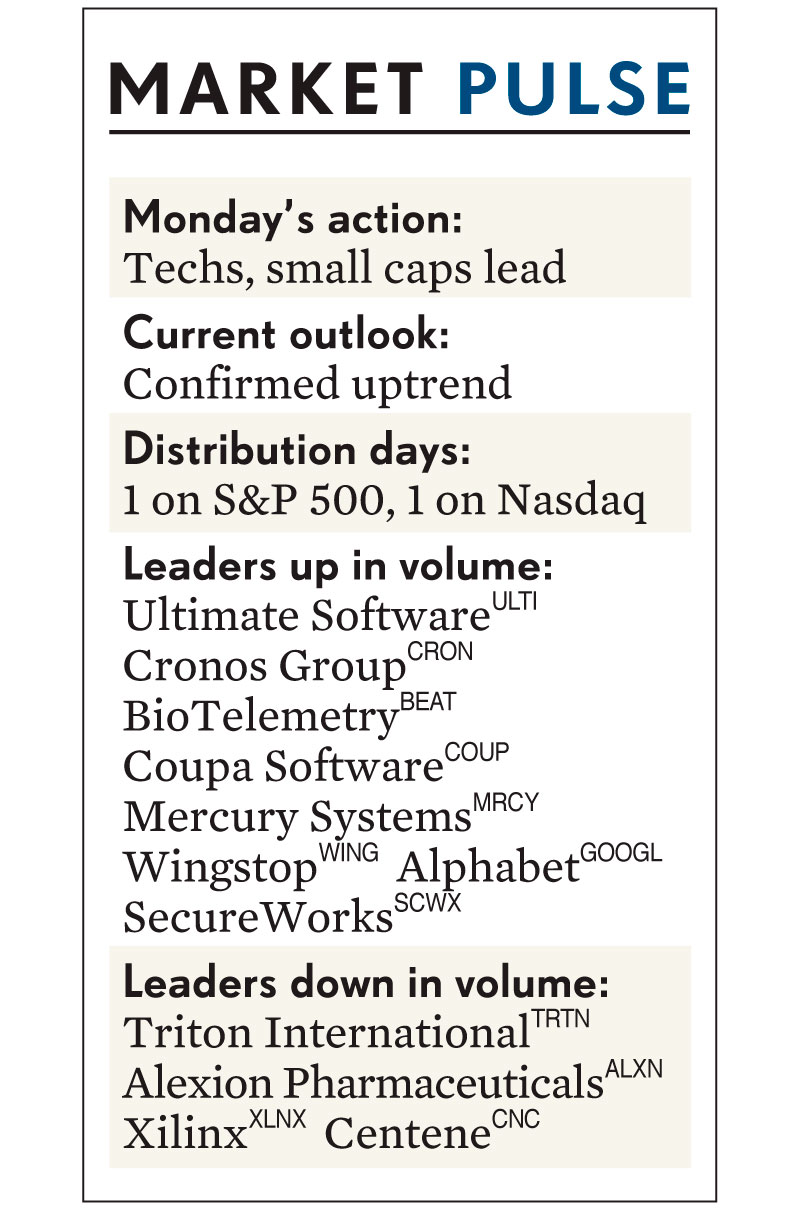 MARKET PULSE
Monday’s action:
Techs, small caps lead
Current outlook:
Confirmed uptrend
Distribution days:
1 on S&P 500, 1 on Nasdaq
Leaders up in volume:
Ultimate Software ULTI
Cronos Group CRON
BioTelemetry BEAT
Coupa Software COUP
Mercury Systems MRCY
Wingstop WING Alphabet GOOGL
SecureWorks SCWX
Leaders down in volume:
Triton International TRTN
Alexion Pharmaceuticals ALXN
Xilinx XLNX Centene CNC